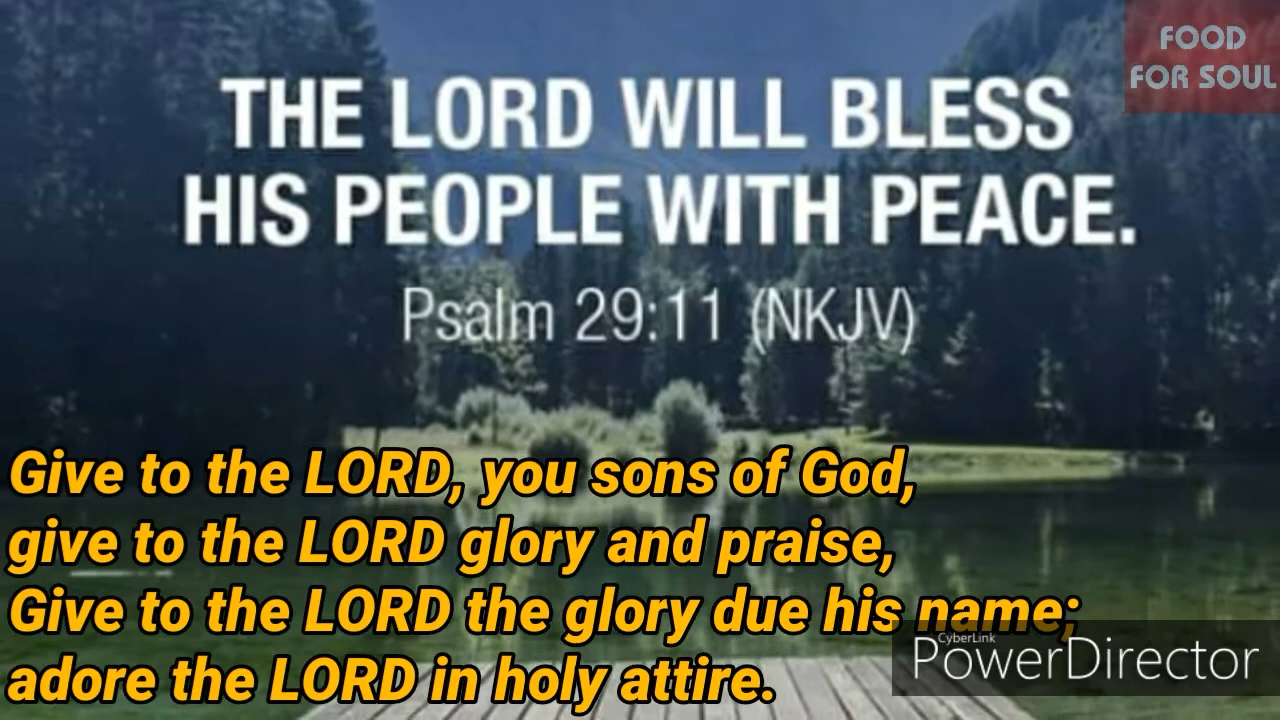 FOOD
FOR SOUL
THE LORD WILL BLESS
HIS PEOPLE WITH PEACE.
Psalm 29:11 (NKJV)
Give to the LORD, you sons of God,
give to the LORD glory and praise,
Give to the LORD the glory due his name;
adore the LORD in holy attire.
CyberLink
PowerDirector